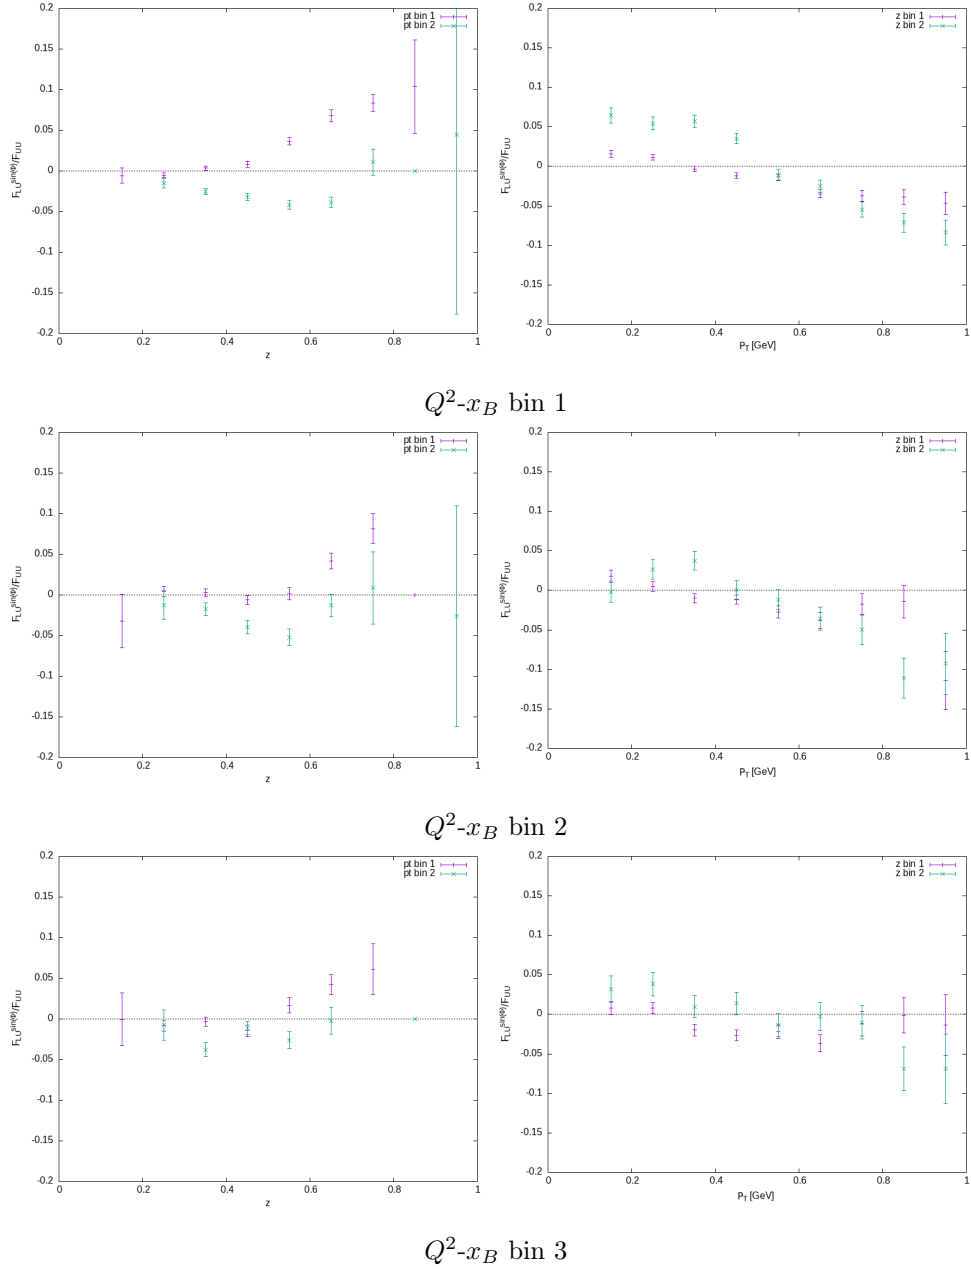 pt bin 1
pt bin 2
0.2
0.15
0.1
0.05
0
-0.05
-0.1
-0.15
-0.2
F_LU^sin(Φ)/F_UU
0 0.2 0.4 0.6 0.8 1
z
z bin 1
z bin 2
0.2
0.15
0.1
0.05
0
-0.05
-0.1
-0.15
-0.2
F_LU^sin(Φ)/F_UU
0 0.2 0.4 0.6 0.8 1
P_T [GeV]
Q²-x_B bin 1
pt bin 1
pt bin 2
0.2
0.15
0.1
0.05
0
-0.05
-0.1
-0.15
-0.2
F_LU^sin(Φ)/F_UU
0 0.2 0.4 0.6 0.8 1
z
z bin 1
z bin 2
0.2
0.15
0.1
0.05
0
-0.05
-0.1
-0.15
-0.2
F_LU^sin(Φ)/F_UU
0 0.2 0.4 0.6 0.8 1
P_T [GeV]
Q²-x_B bin 2
pt bin 1
pt bin 2
0.2
0.15
0.1
0.05
0
-0.05
-0.1
-0.15
-0.2
F_LU^sin(Φ)/F_UU
0 0.2 0.4 0.6 0.8 1
z
z bin 1
z bin 2
0.2
0.15
0.1
0.05
0
-0.05
-0.1
-0.15
-0.2
F_LU^sin(Φ)/F_UU
0 0.2 0.4 0.6 0.8 1
P_T [GeV]
Q²-x_B bin 3